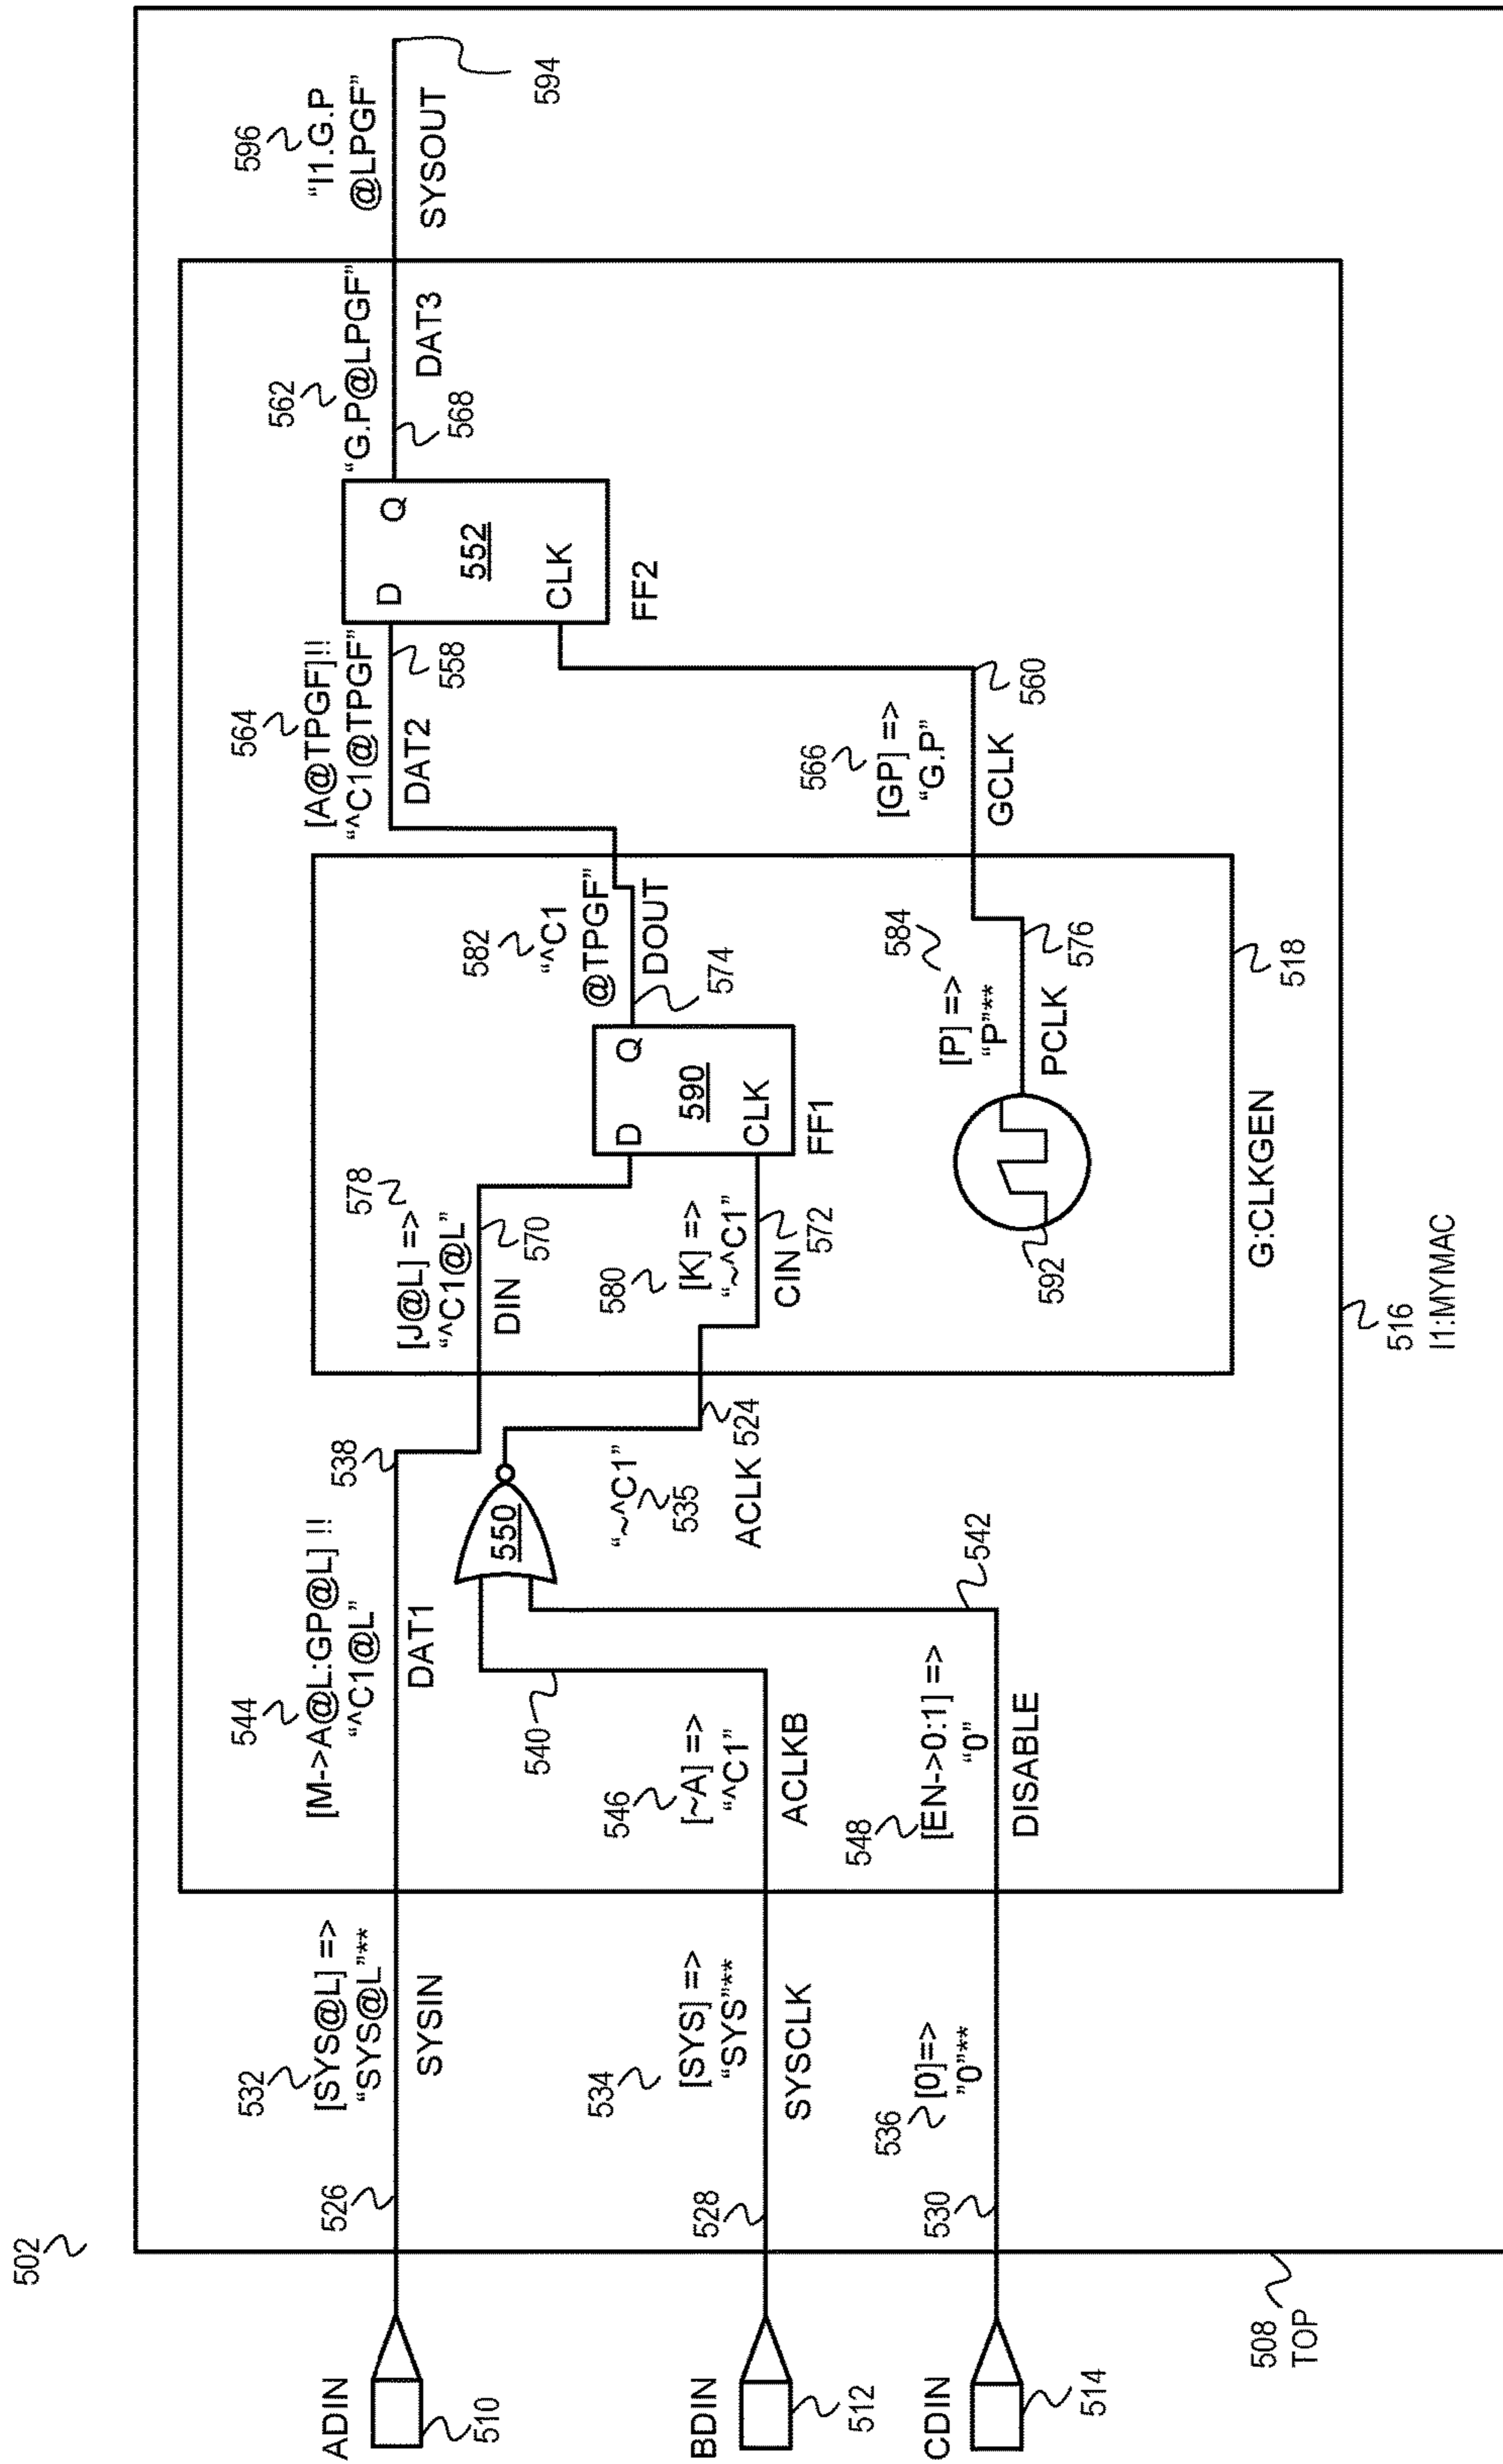 502
ADIN
510
BDIN
512
CDIN
514
508
TOP
526
532
[SYS@L] =>
“SYS@L”**
SYSIN
528
534
[SYS] =>
“SYS”**
SYSCLK
530
536
[0]=>
”0”**
544
[M->A@L:GP@L] !!
“^C1@L”
DAT1
538
540
546
[~A] =>
“^C1”
ACLKB
548
[EN->0:1] =>
“0”
DISABLE
542
550
“~^C1”
535
ACLK
524
578
[J@L] =>
“^C1@L”
DIN
570
580
[K] =>
“~^C1”
CIN
572
D
Q
590
CLK
FF1
582
“^C1
@TPGF”
DOUT
574
592
584
[P] =>
“P”**
PCLK
576
518
G:CLKGEN
516
I1:MYMAC
564
[A@TPGF]!!
“^C1@TPGF”
DAT2
558
566
[GP] =>
“G.P”
GCLK
560
D
Q
552
CLK
FF2
562
“G.P@LPGF”
568
DAT3
596
“I1.G.P
@LPGF”
SYSOUT
594